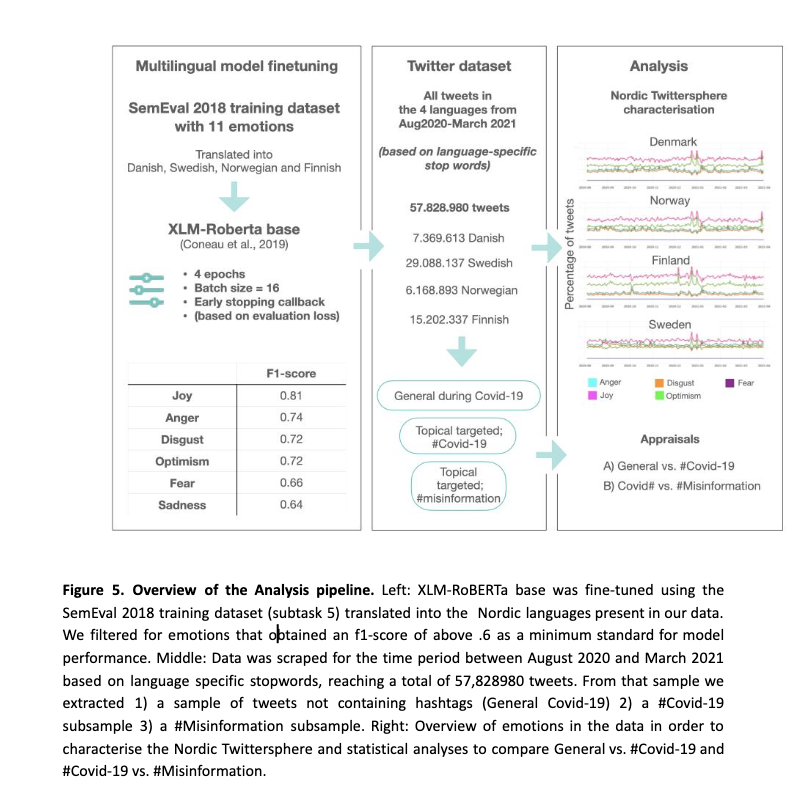 Multilingual model finetuning
SemEval 2018 training dataset
with 11 emotions
Translated into
Danish, Swedish, Norwegian and Finnish
XLM-Roberta base
(Coneau et al., 2019)
• 4 epochs
• Batch size = 16
• Early stopping callback
• (based on evaluation loss)
F1-score
Joy 0.81
Anger 0.74
Disgust 0.72
Optimism 0.72
Fear 0.66
Sadness 0.64
Twitter dataset
All tweets in
the 4 languages from
Aug2020-March 2021
(based on language-specific
stop words)
57.828.980 tweets
7.369.613 Danish
29.088.137 Swedish
6.168.893 Norwegian
15.202.337 Finnish
General during Covid-19
Topical targeted;
#Covid-19
Topical
targeted;
#misinformation
Analysis
Nordic Twittersphere
characterisation
Percentage of tweets
Denmark
Norway
Finland
Sweden
Anger Disgust Fear
Joy Optimism
Appraisals
A) General vs. #Covid-19
B) Covid# vs. #Misinformation
Figure 5. Overview of the Analysis pipeline. Left: XLM-RoBERTa base was fine-tuned using the
SemEval 2018 training dataset (subtask 5) translated into the Nordic languages present in our data.
We filtered for emotions that obtained an f1-score of above .6 as a minimum standard for model
performance. Middle: Data was scraped for the time period between August 2020 and March 2021
based on language specific stopwords, reaching a total of 57,828980 tweets. From that sample we
extracted 1) a sample of tweets not containing hashtags (General Covid-19) 2) a #Covid-19
subsample 3) a #Misinformation subsample. Right: Overview of emotions in the data in order to
characterise the Nordic Twittersphere and statistical analyses to compare General vs. #Covid-19 and
#Covid-19 vs. #Misinformation.